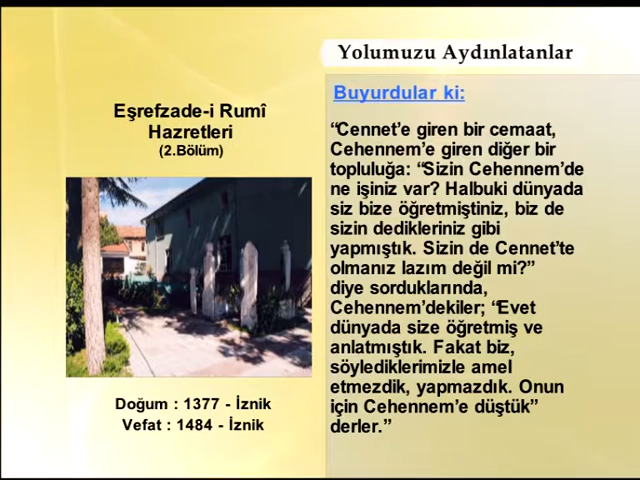 Yolumuzu Aydınlatanlar
Eşrefzade-i Rumî
Hazretleri
(2.Bölüm)
Doğum : 1377 - İznik
Vefat : 1484 - İznik
Buyurdular ki:
“Cennet’e giren bir cemaat,
Cehennem’e giren diğer bir
topluluğa: “Sizin Cehennem’de
ne işiniz var? Halbuki dünyada
siz bize öğretmiştiniz, biz de
sizin dedikleriniz gibi
yapmıştık. Sizin de Cennet’te
olmanız lazım değil mi?”
diye sorduklarında,
Cehennem’dekiler; “Evet
dünyada size öğretmiş ve
anlatmıştık. Fakat biz,
söylediklerimizle amel
etmezdik, yapmazdık. Onun
için Cehennem’e düştük”
derler.”